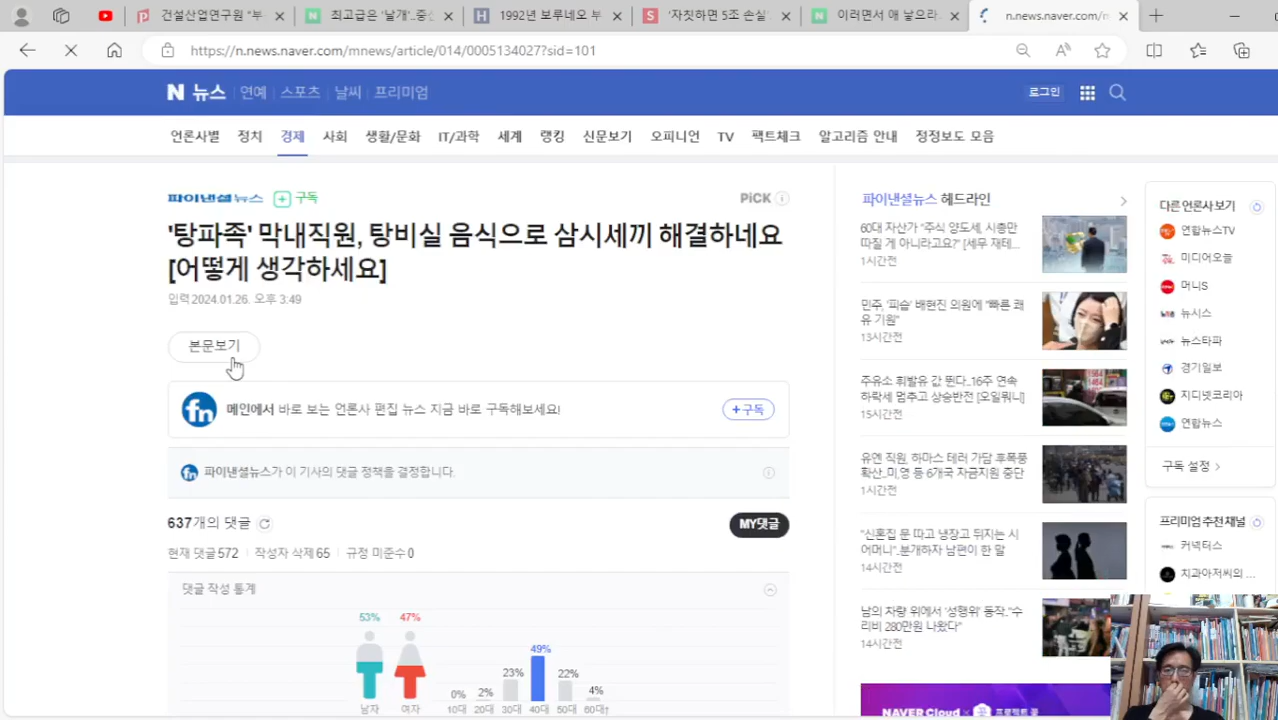 건설산업연구원 "부
최고급은 '날개'..중신
1992년 보루네오 부
'자칫하면 5조 손실'
이러면서 애 낳으라
n.news.naver.com/m
https://n.news.naver.com/mnews/article/014/0005134027?sid=101
N 뉴스 연예 스포츠 날씨 프리미엄
로그인
언론사별 정치 경제 사회 생활/문화 IT/과학 세계 랭킹 신문보기 오피니언 TV 팩트체크 알고리즘 안내 정정보도 모음
파이낸셜뉴스 구독
PiCK
'탕파족' 막내직원, 탕비실 음식으로 삼시세끼 해결하네요
[어떻게 생각하세요]
입력 2024.01.26. 오후 3:49
본문보기
fn 메인에서 바로 보는 언론사 편집 뉴스 지금 바로 구독해보세요!
+구독
fn 파이낸셜뉴스가 이 기사의 댓글 정책을 결정합니다.
637개의 댓글
MY댓글
현재 댓글 572 작성자 삭제 65 규정 미준수 0
댓글 작성 통계
53% 47%
남자 여자
0% 2% 23% 49% 22% 4%
10대 20대 30대 40대 50대 60대↑
파이낸셜뉴스 헤드라인
60대 자산가 "주식 양도세, 시총만
따질 게 아니라고요?" [세무 재테...
1시간전
민주, '피습' 배현진 의원에 "빠른 쾌
유 기원"
13시간전
주유소 휘발유 값 뛴다..16주 연속
하락세 멈추고 상승반전 [오일뭐니]
15시간전
유엔 직원, 하마스 테러 가담 후폭풍
확산..미,영 등 6개국 자금지원 중단
1시간전
"신혼집 문 따고 냉장고 뒤지는 시
어머니"..분개하자 남편이 한 말
14시간전
남의 차량 위에서 '성행위' 동작.."수
리비 280만원 나왔다"
14시간전
NAVER Cloud × 프로젝트 꽃
다른 언론사 보기
연합뉴스TV
미디어오늘
머니S
뉴시스
뉴스타파
경기일보
지디넷코리아
연합뉴스
구독 설정
프리미엄 추천 채널
커넥터스
치과아저씨의 ...